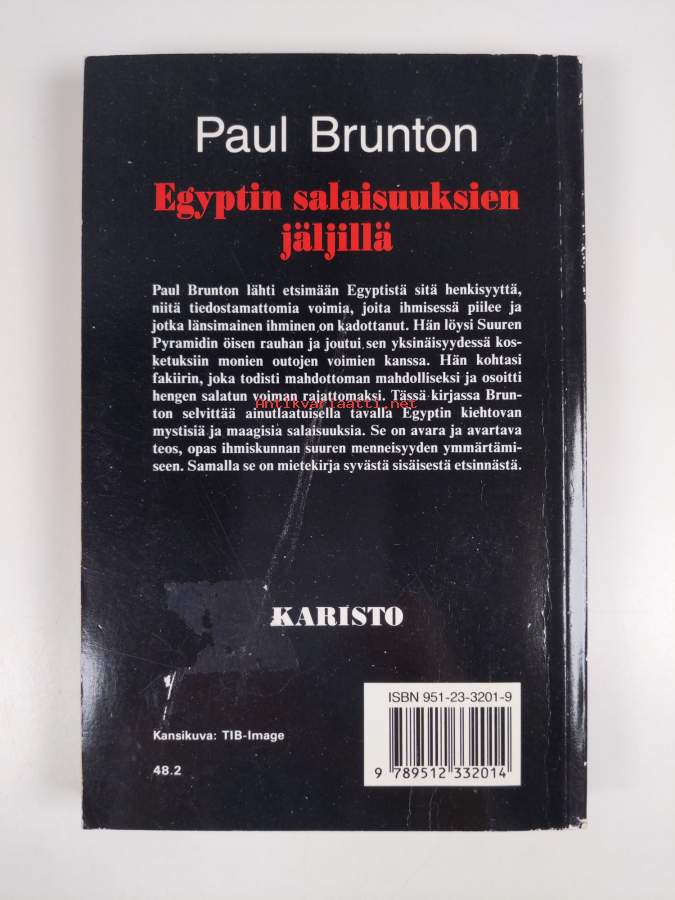 Paul Brunton
Egyptin salaisuuksien
jäljillä
Paul Brunton lähti etsimään Egyptistä sitä henkisyyttä,
niitä tiedostamattomia voimia, joita ihmisessä piilee ja
jotka länsimainen ihminen on kadottanut. Hän löysi Suuren
Pyramidin öisen rauhan ja joutui sen yksinäisyydessä kos-
ketuksiin monien outojen voimien kanssa. Hän kohtasi
fakiirin, joka todisti mahdottoman mahdolliseksi ja osoitti
hengen salatun voiman rajattomaksi. Tässä kirjassa Brun-
ton selvittää ainutlaatuisella tavalla Egyptin kiehtovan
mystisiä ja maagisia salaisuuksia. Se on avara ja avartava
teos, opas ihmiskunnan suuren menneisyyden ymmärtämi-
seen. Samalla se on mietekirja syvästä sisäisestä etsinnästä.
Antikvariaatti.net
KARISTO
ISBN 951-23-3201-9
Kansikuva: TIB-Image
48.2
9 789512 332014